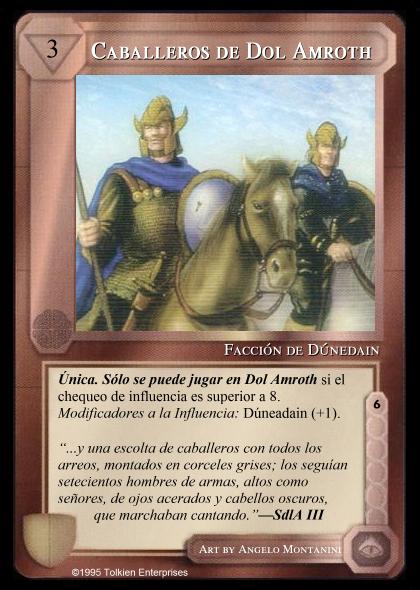 3
CABALLEROS DE DOL AMROTH
FACCIÓN DE DÚNEDAIN
Única. Sólo se puede jugar en Dol Amroth si el
chequeo de influencia es superior a 8.
Modificadores a la Influencia: Dúneadain (+1).
6
“...y una escolta de caballeros con todos los
arreos, montados en corceles grises; los seguían
setecientos hombres de armas, altos como
señores, de ojos acerados y cabellos oscuros,
que marchaban cantando.”—SdlA III
ART BY ANGELO MONTANINI
©1995 Tolkien Enterprises